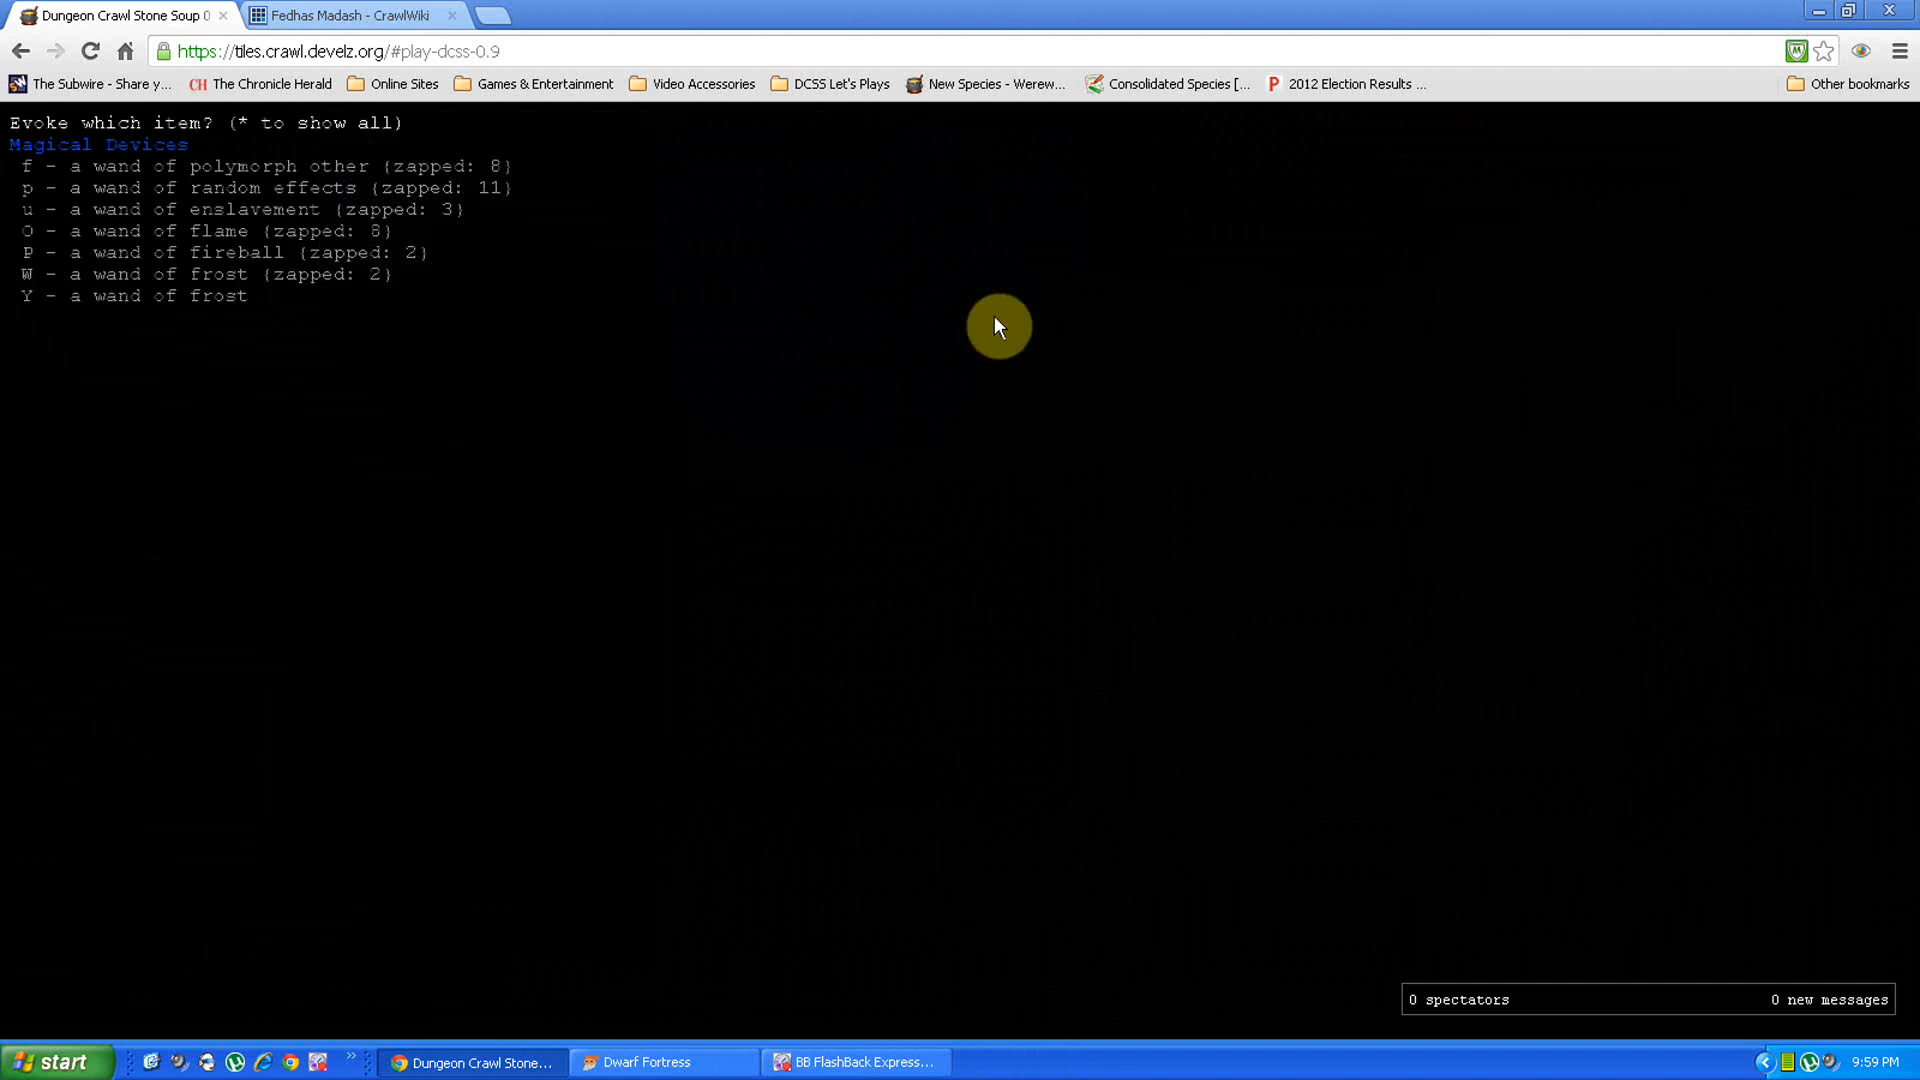 Dungeon Crawl Stone Soup 0
Fedhas Madash - CrawlWiki
https://tiles.crawl.develz.org/#play-dcss-0.9
The Subwire - Share y...
CH The Chronicle Herald
Online Sites
Games & Entertainment
Video Accessories
DCSS Let's Plays
New Species - Werew...
Consolidated Species [...
P 2012 Election Results ...
Other bookmarks
Evoke which item? (* to show all)
Magical Devices
f - a wand of polymorph other {zapped: 8}
p - a wand of random effects {zapped: 11}
u - a wand of enslavement {zapped: 3}
O - a wand of flame {zapped: 8}
P - a wand of fireball {zapped: 2}
W - a wand of frost {zapped: 2}
Y - a wand of frost
0 spectators 0 new messages
start
Dungeon Crawl Stone...
Dwarf Fortress
BB FlashBack Express...
9:59 PM